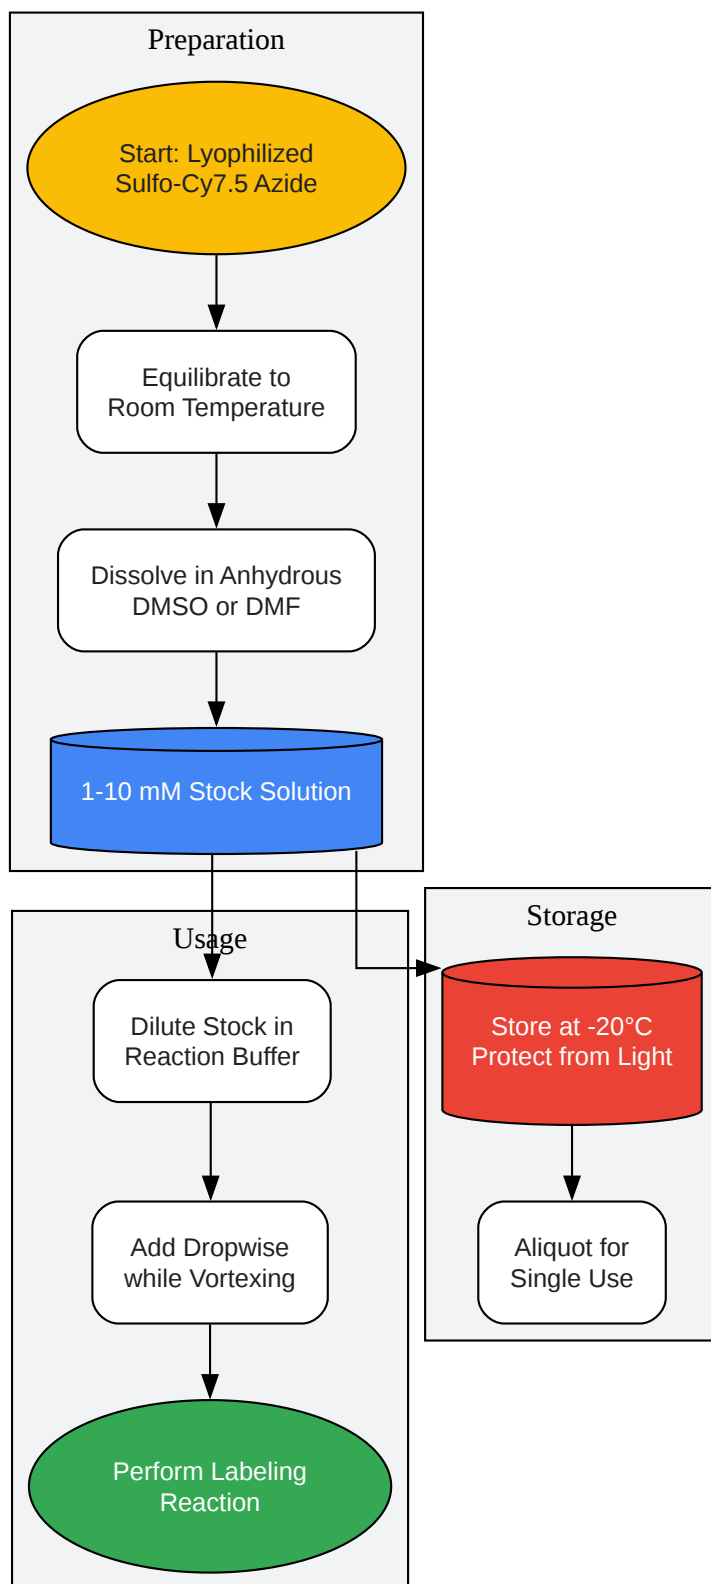 Preparation
Start: Lyophilized
Sulfo-Cy7.5 Azide
Equilibrate to
Room Temperature
Dissolve in Anhydrous
DMSO or DMF
1-10 mM Stock Solution
Usage
Dilute Stock in
Reaction Buffer
Add Dropwise
while Vortexing
Perform Labeling
Reaction
Storage
Store at -20°C
Protect from Light
Aliquot for
Single Use